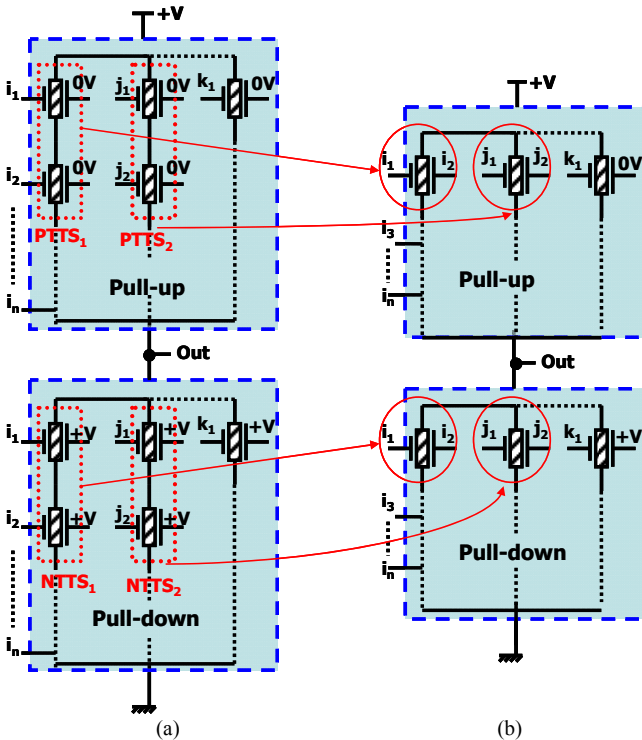 +V
i1 0V j1 0V k1 0V
i2 0V j2 0V
PTTS1 PTTS2
Pull-up
in
Out
i1 +V j1 +V k1 +V
i2 +V j2 +V
NTTS1 NTTS2
Pull-down
in
(a)
+V
i1 i2 j1 j2 k1 0V
i3
Pull-up
in
Out
i1 i2 j1 j2 k1 +V
i3
Pull-down
in
(b)